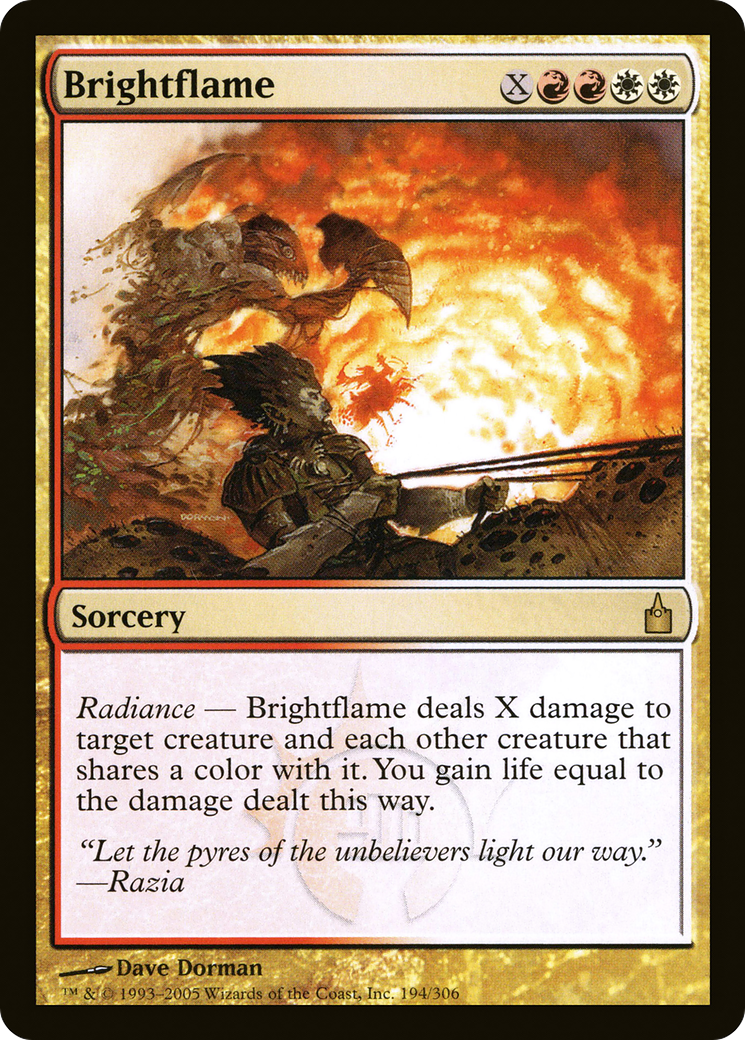 Brightflame X
DORMAN
Sorcery
Radiance — Brightflame deals X damage to
target creature and each other creature that
shares a color with it. You gain life equal to
the damage dealt this way.
“Let the pyres of the unbelievers light our way.”
—Razia
Dave Dorman
™ & © 1993–2005 Wizards of the Coast, Inc. 194/306